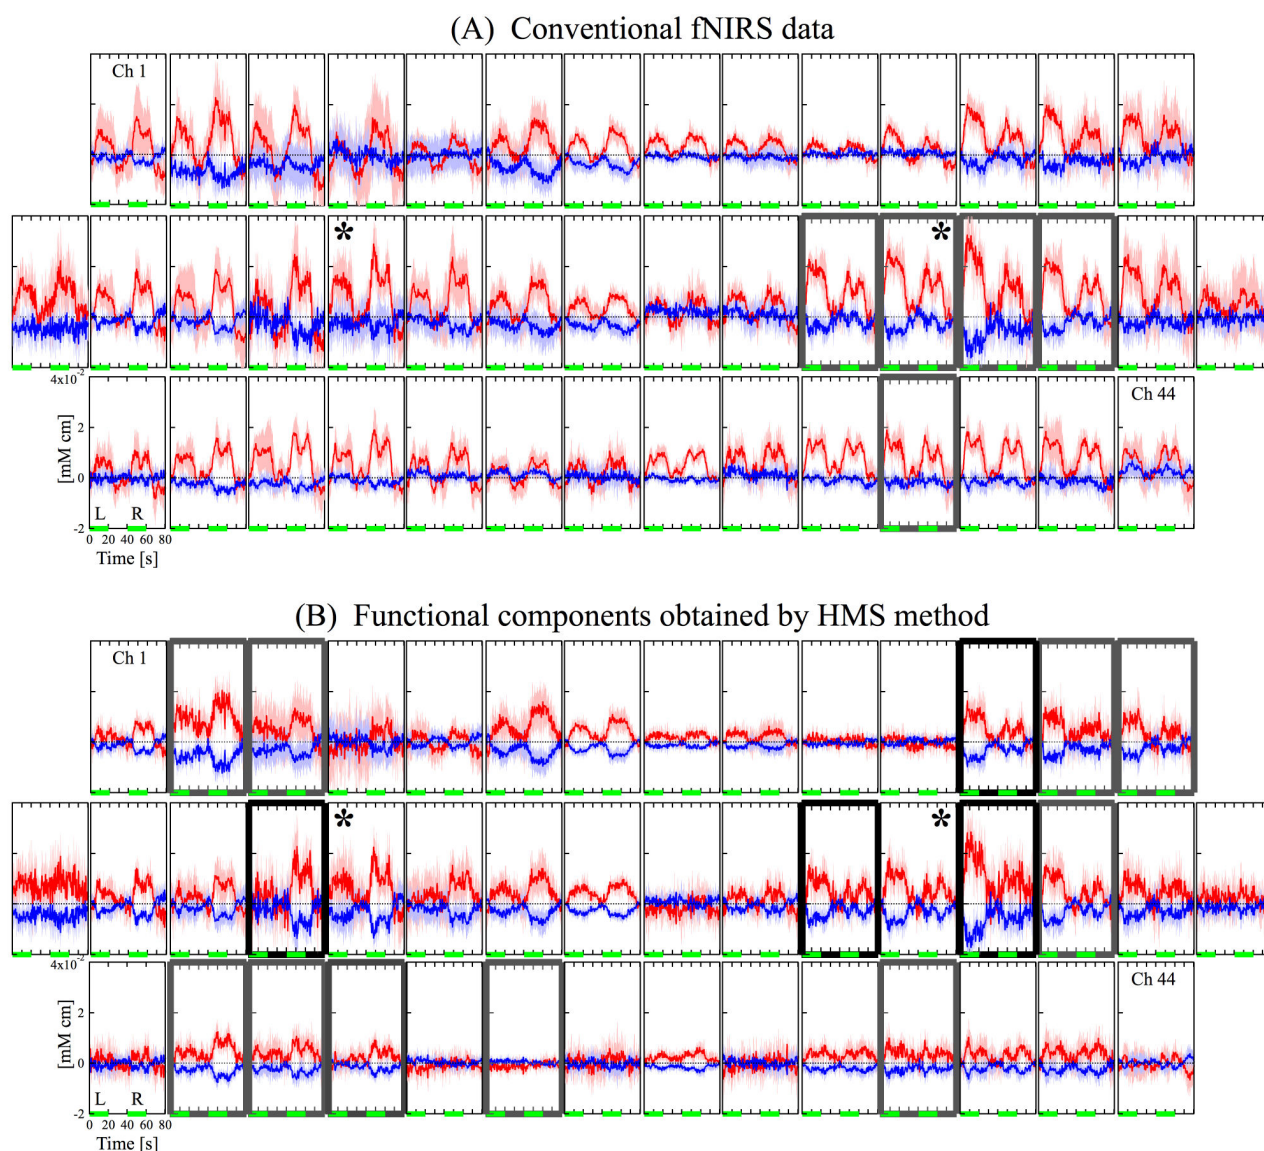 (A) Conventional fNIRS data
Ch 1
*
*
4x10-2
2
0
-2
[mM cm]
Ch 44
L R
0 20 40 60 80
Time [s]
(B) Functional components obtained by HMS method
Ch 1
*
*
4x10-2
2
0
-2
[mM cm]
Ch 44
L R
0 20 40 60 80
Time [s]